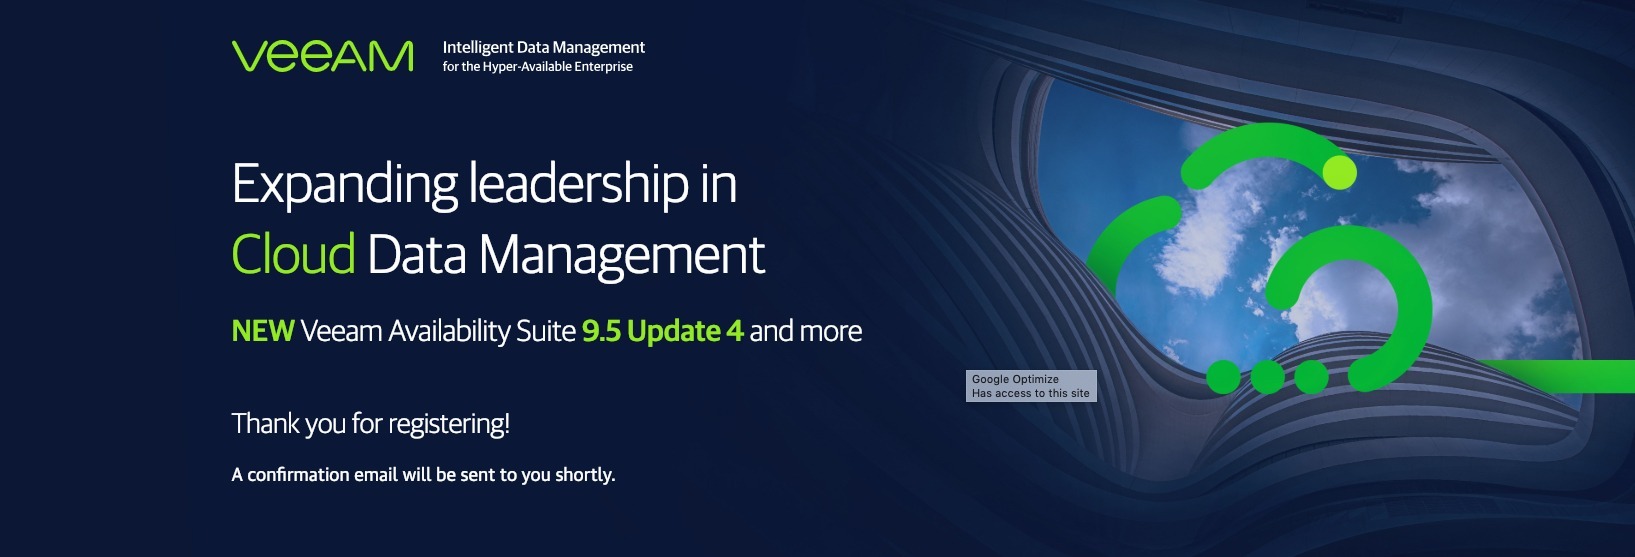 VEEAM
Intelligent Data Management
for the Hyper-Available Enterprise
Expanding leadership in
Cloud Data Management
NEW Veeam Availability Suite 9.5 Update 4 and more
Google Optimize
Has access to this site
Thank you for registering!
A confirmation email will be sent to you shortly.